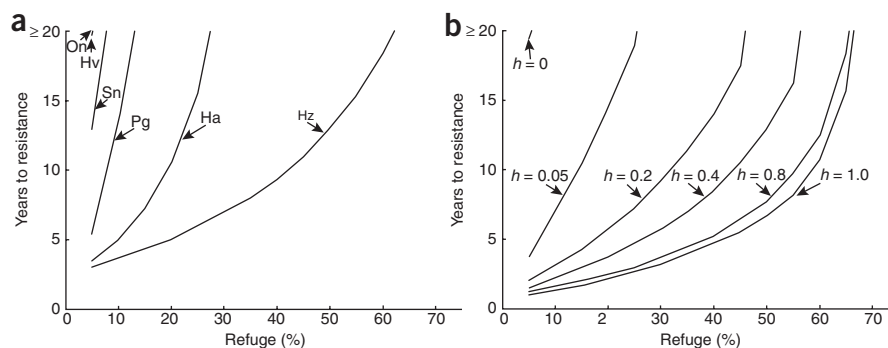 a
≥ 20
15
10
5
0
Years to resistance
On
Hv
Sn
Pg
Ha
Hz
0 10 20 30 40 50 60 70
Refuge (%)
b
≥ 20
15
10
5
0
Years to resistance
h = 0
h = 0.05
h = 0.2
h = 0.4
h = 0.8
h = 1.0
0 10 2 30 40 50 60 70
Refuge (%)